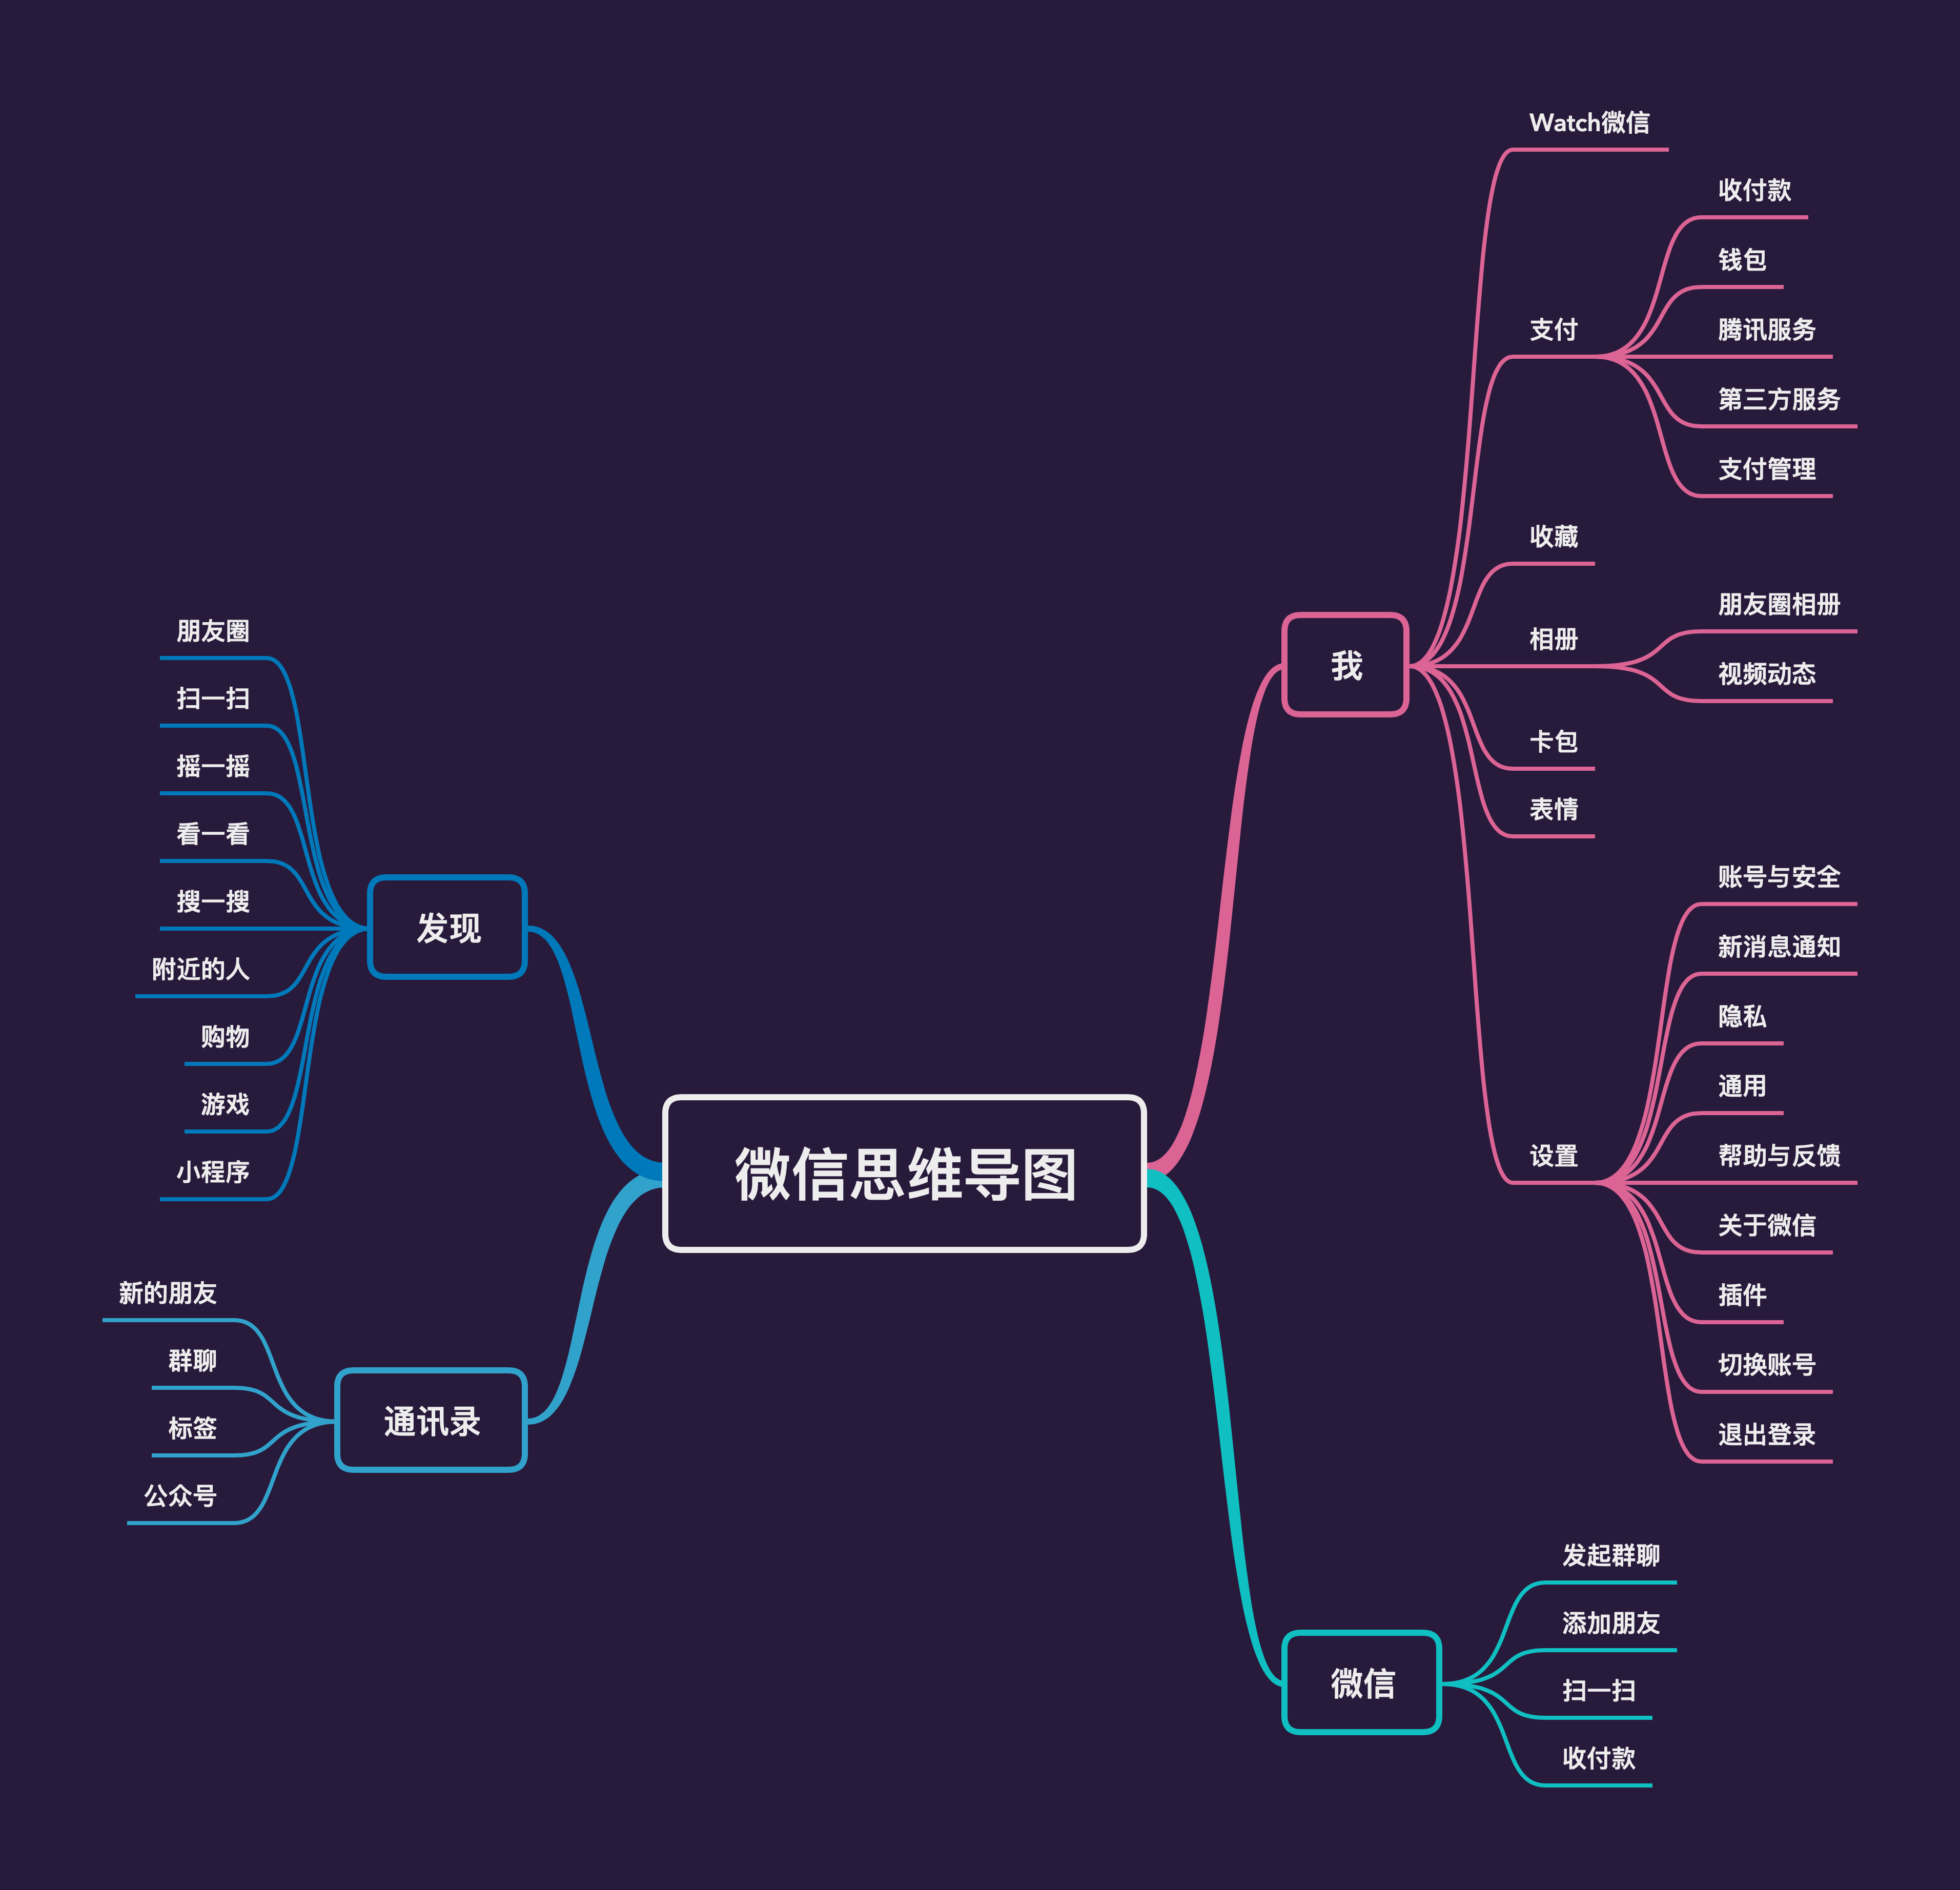 微信思维导图
我
Watch微信
支付
收付款
钱包
腾讯服务
第三方服务
支付管理
收藏
相册
朋友圈相册
视频动态
卡包
表情
设置
账号与安全
新消息通知
隐私
通用
帮助与反馈
关于微信
插件
切换账号
退出登录
微信
发起群聊
添加朋友
扫一扫
收付款
发现
朋友圈
扫一扫
摇一摇
看一看
搜一搜
附近的人
购物
游戏
小程序
通讯录
新的朋友
群聊
标签
公众号